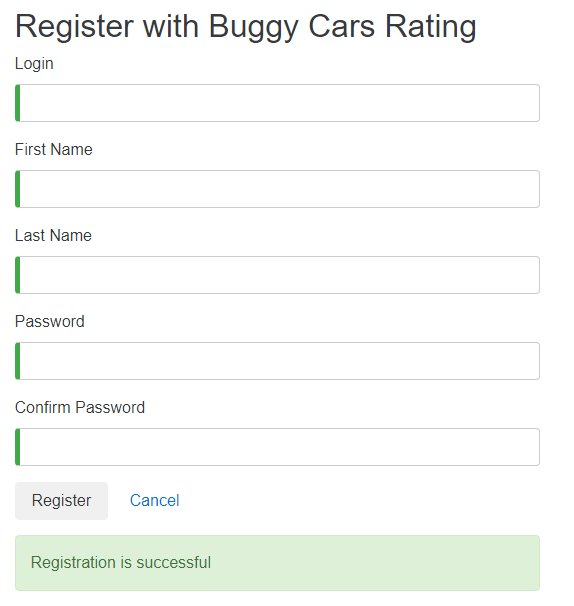 Register with Buggy Cars Rating
Login
First Name
Last Name
Password
Confirm Password
Register Cancel
Registration is successful